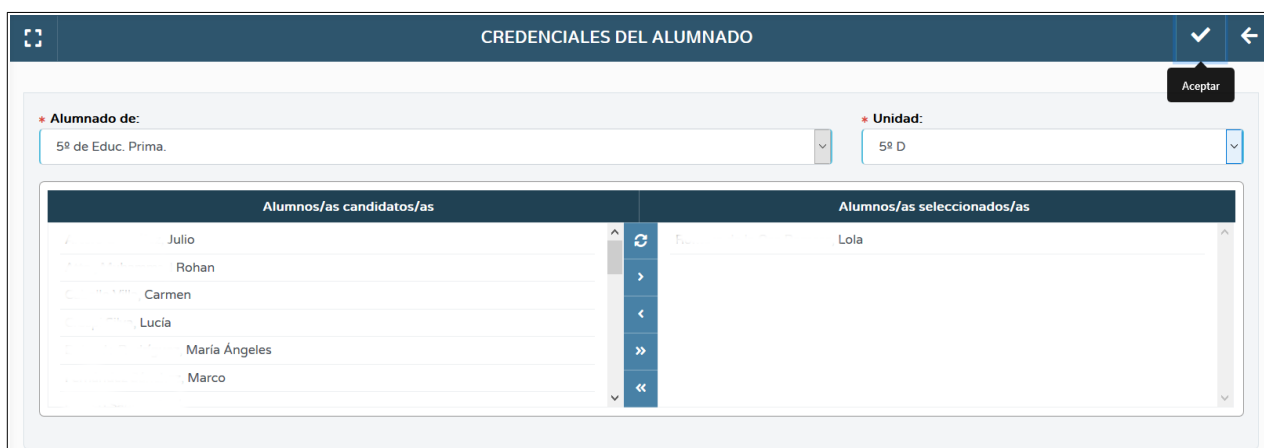 CREDENCIALES DEL ALUMNADO
Aceptar
* Alumnado de:
* Unidad:
5º de Educ. Prima.
5º D
Alumnos/as candidatos/as
Alumnos/as seleccionados/as
Julio
Rohan
Carmen
Lucía
María Ángeles
Marco
Lola